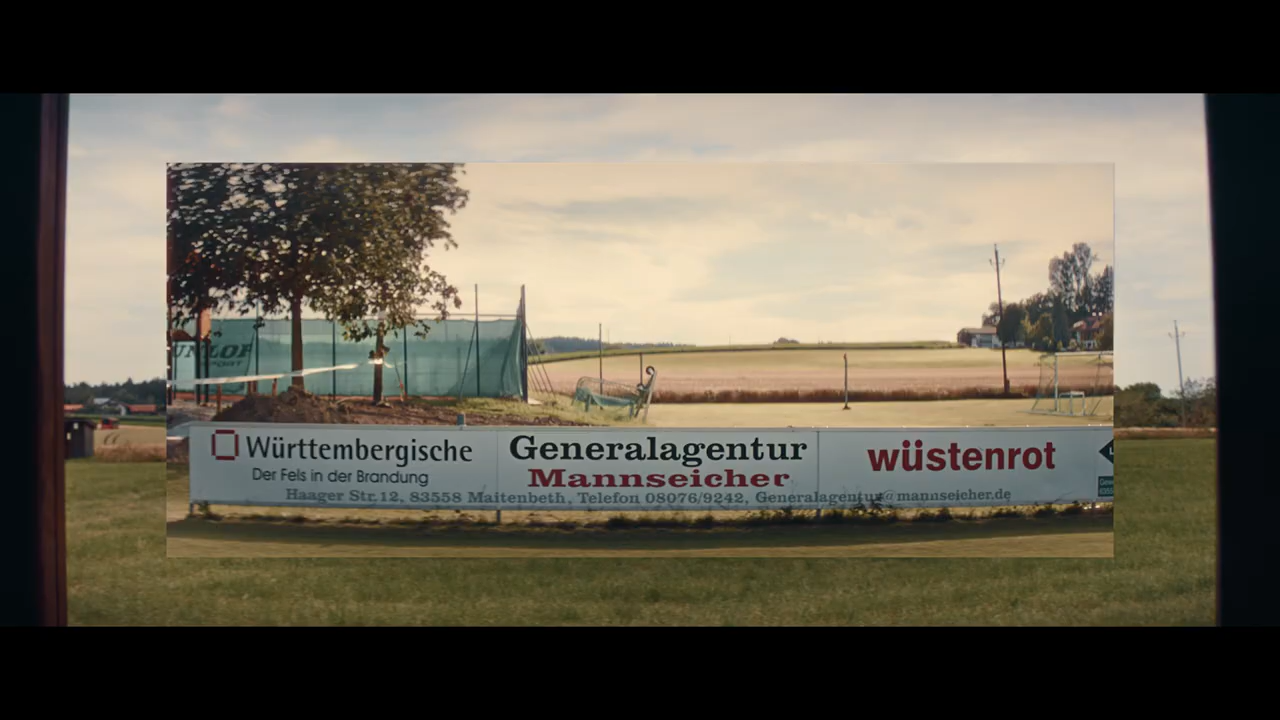 DUNLOP
SPORT
Württembergische
Der Fels in der Brandung
Generalagentur
Mannseicher
wüstenrot
Haager Str.12, 83558 Maitenbeth, Telefon 08076/9242, Generalagentur@mannseicher.de